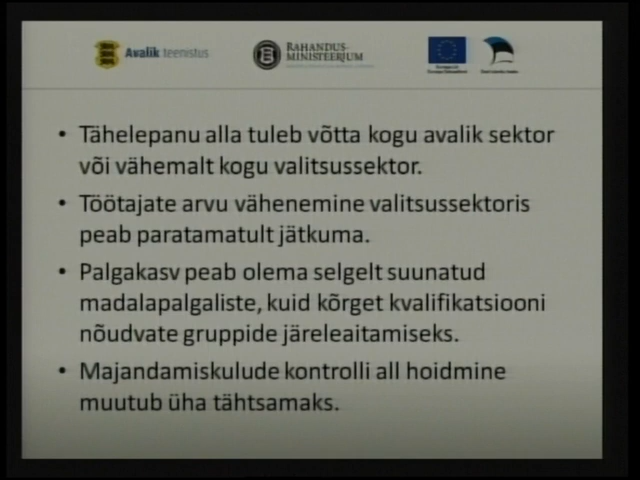 Avalik teenistus
RAHANDUS-
MINISTEERIUM
• Tähelepanu alla tuleb võtta kogu avalik sektor
või vähemalt kogu valitsussektor.
• Töötajate arvu vähenemine valitsussektoris
peab paratamatult jätkuma.
• Palgakasv peab olema selgelt suunatud
madalapalgaliste, kuid kõrget kvalifikatsiooni
nõudvate gruppide järeleaitamiseks.
• Majandamiskulude kontrolli all hoidmine
muutub üha tähtsamaks.